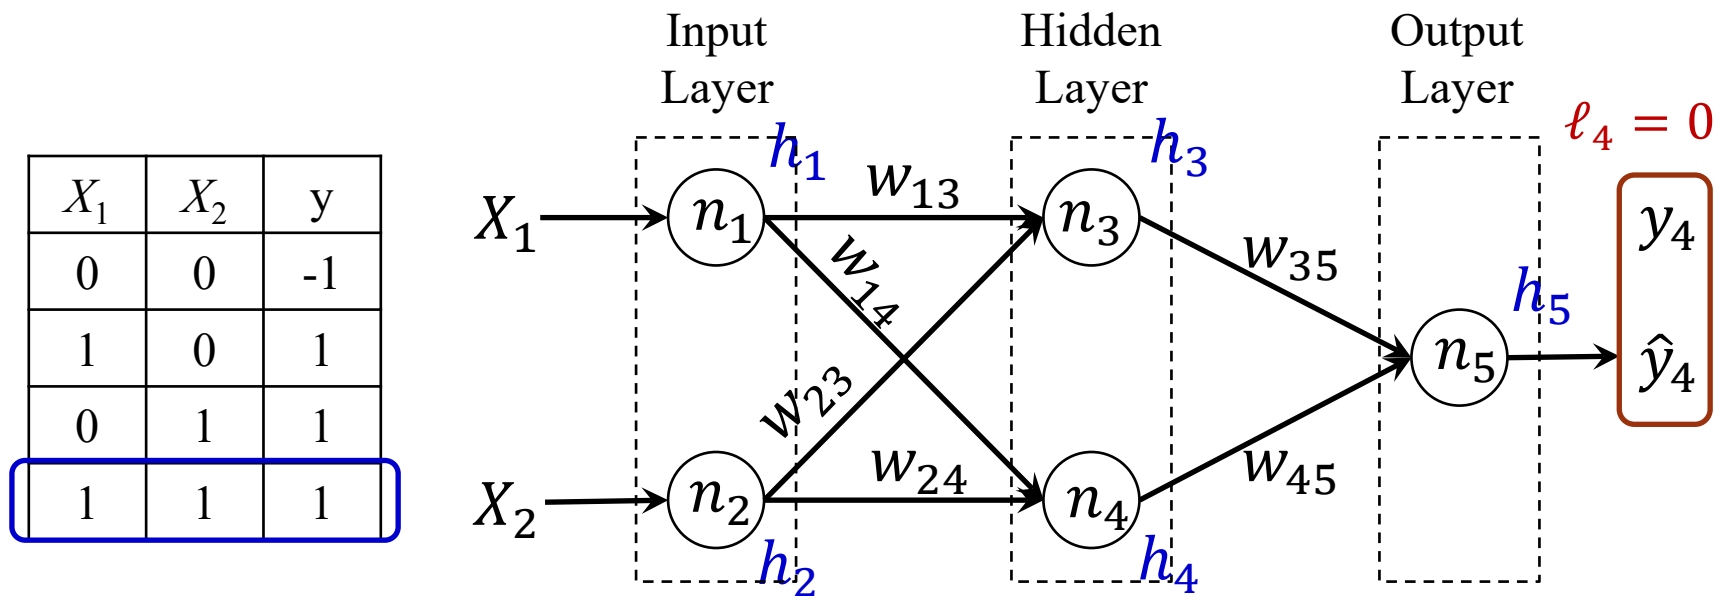 Input Layer
Hidden Layer
Output Layer
ℓ₄ = 0
X₁ X₂ y
0 0 -1
1 0 1
0 1 1
1 1 1
X₁
n₁
h₁
w₁₃
w₁₄
n₃
h₃
w₃₅
y₄
X₂
n₂
h₂
w₂₃
w₂₄
n₄
h₄
w₄₅
n₅
h₅
ŷ₄